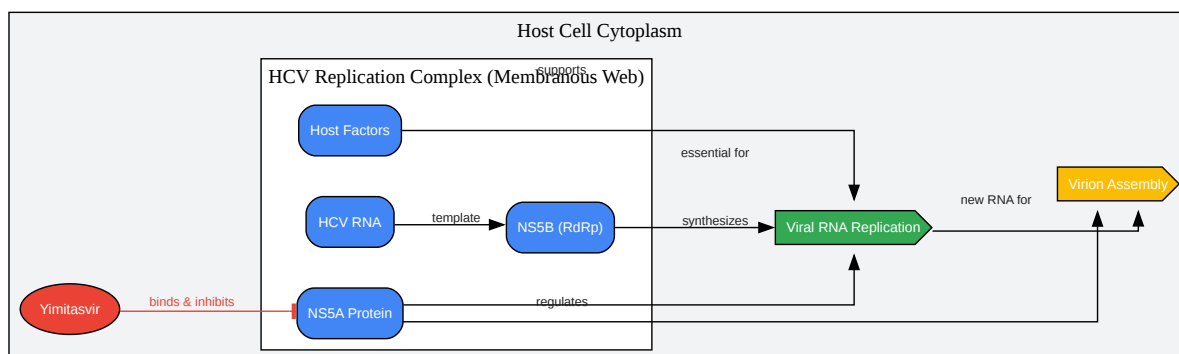 Host Cell Cytoplasm
HCV Replication Complex (Membranous Web)
supports
Host Factors
essential for
HCV RNA
template
NS5B (RdRp)
synthesizes
Viral RNA Replication
new RNA for
Virion Assembly
Yimitasvir
binds & inhibits
NS5A Protein
regulates